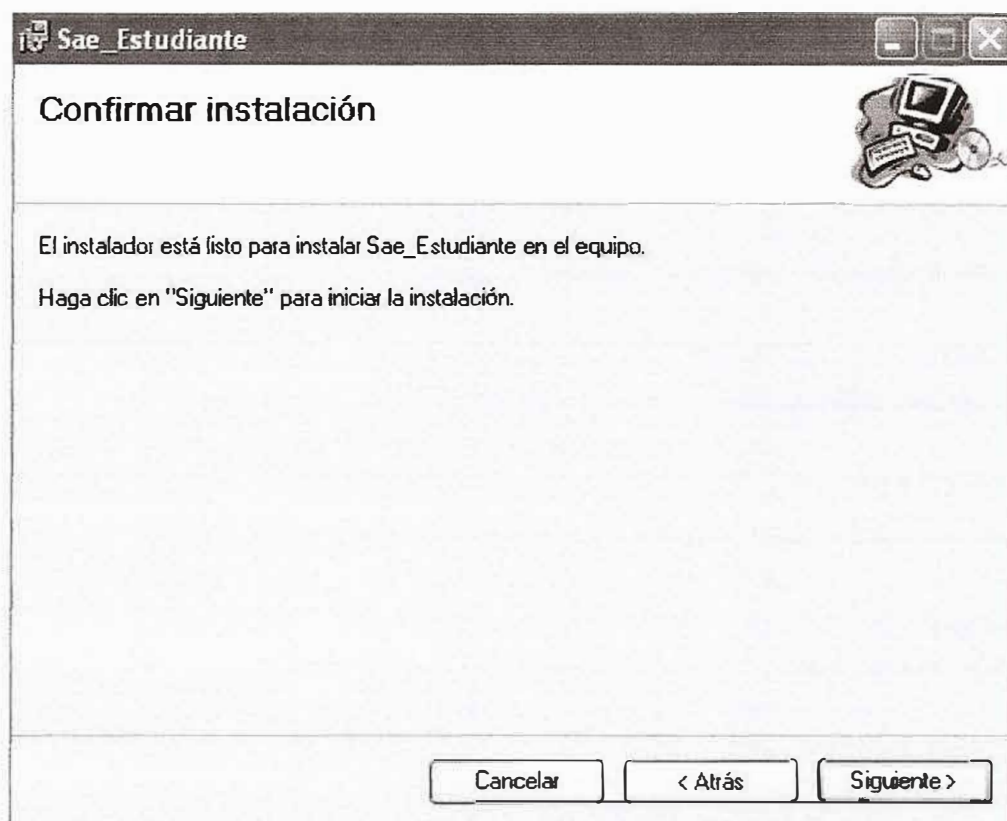 Sae_Estudiante
Confirmar instalación
El instalador está listo para instalar Sae_Estudiante en el equipo.
Haga clic en "Siguiente" para iniciar la instalación.
Cancelar
< Atrás
Siguiente >